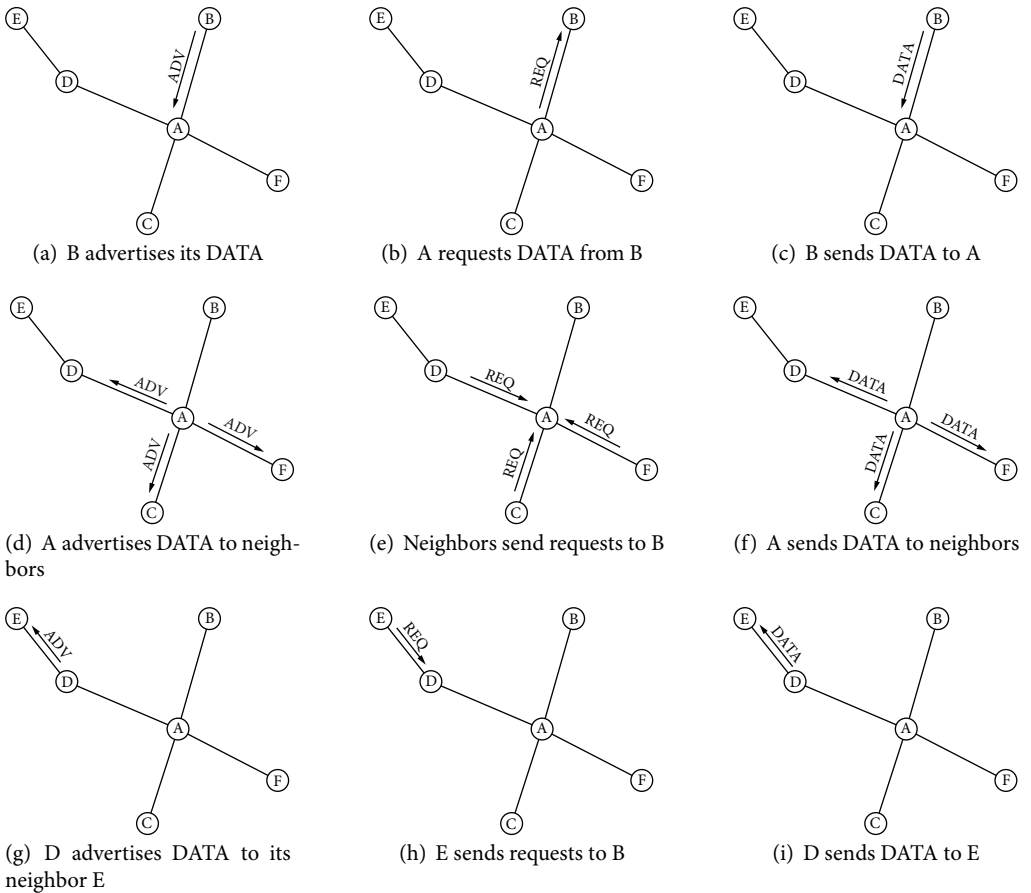 E B E B E B
ADV REQ DATA
D D D
A A A
F F F
C C C
(a) B advertises its DATA (b) A requests DATA from B (c) B sends DATA to A
E B E B E B
D D D
ADV REQ DATA
A A A
ADV REQ DATA
ADV REQ DATA
F F F
C C C
(d) A advertises DATA to neigh- (e) Neighbors send requests to B (f) A sends DATA to neighbors
bors
E B E B E B
ADV REQ DATA
D D D
A A A
F F F
C C C
(g) D advertises DATA to its (h) E sends requests to B (i) D sends DATA to E
neighbor E